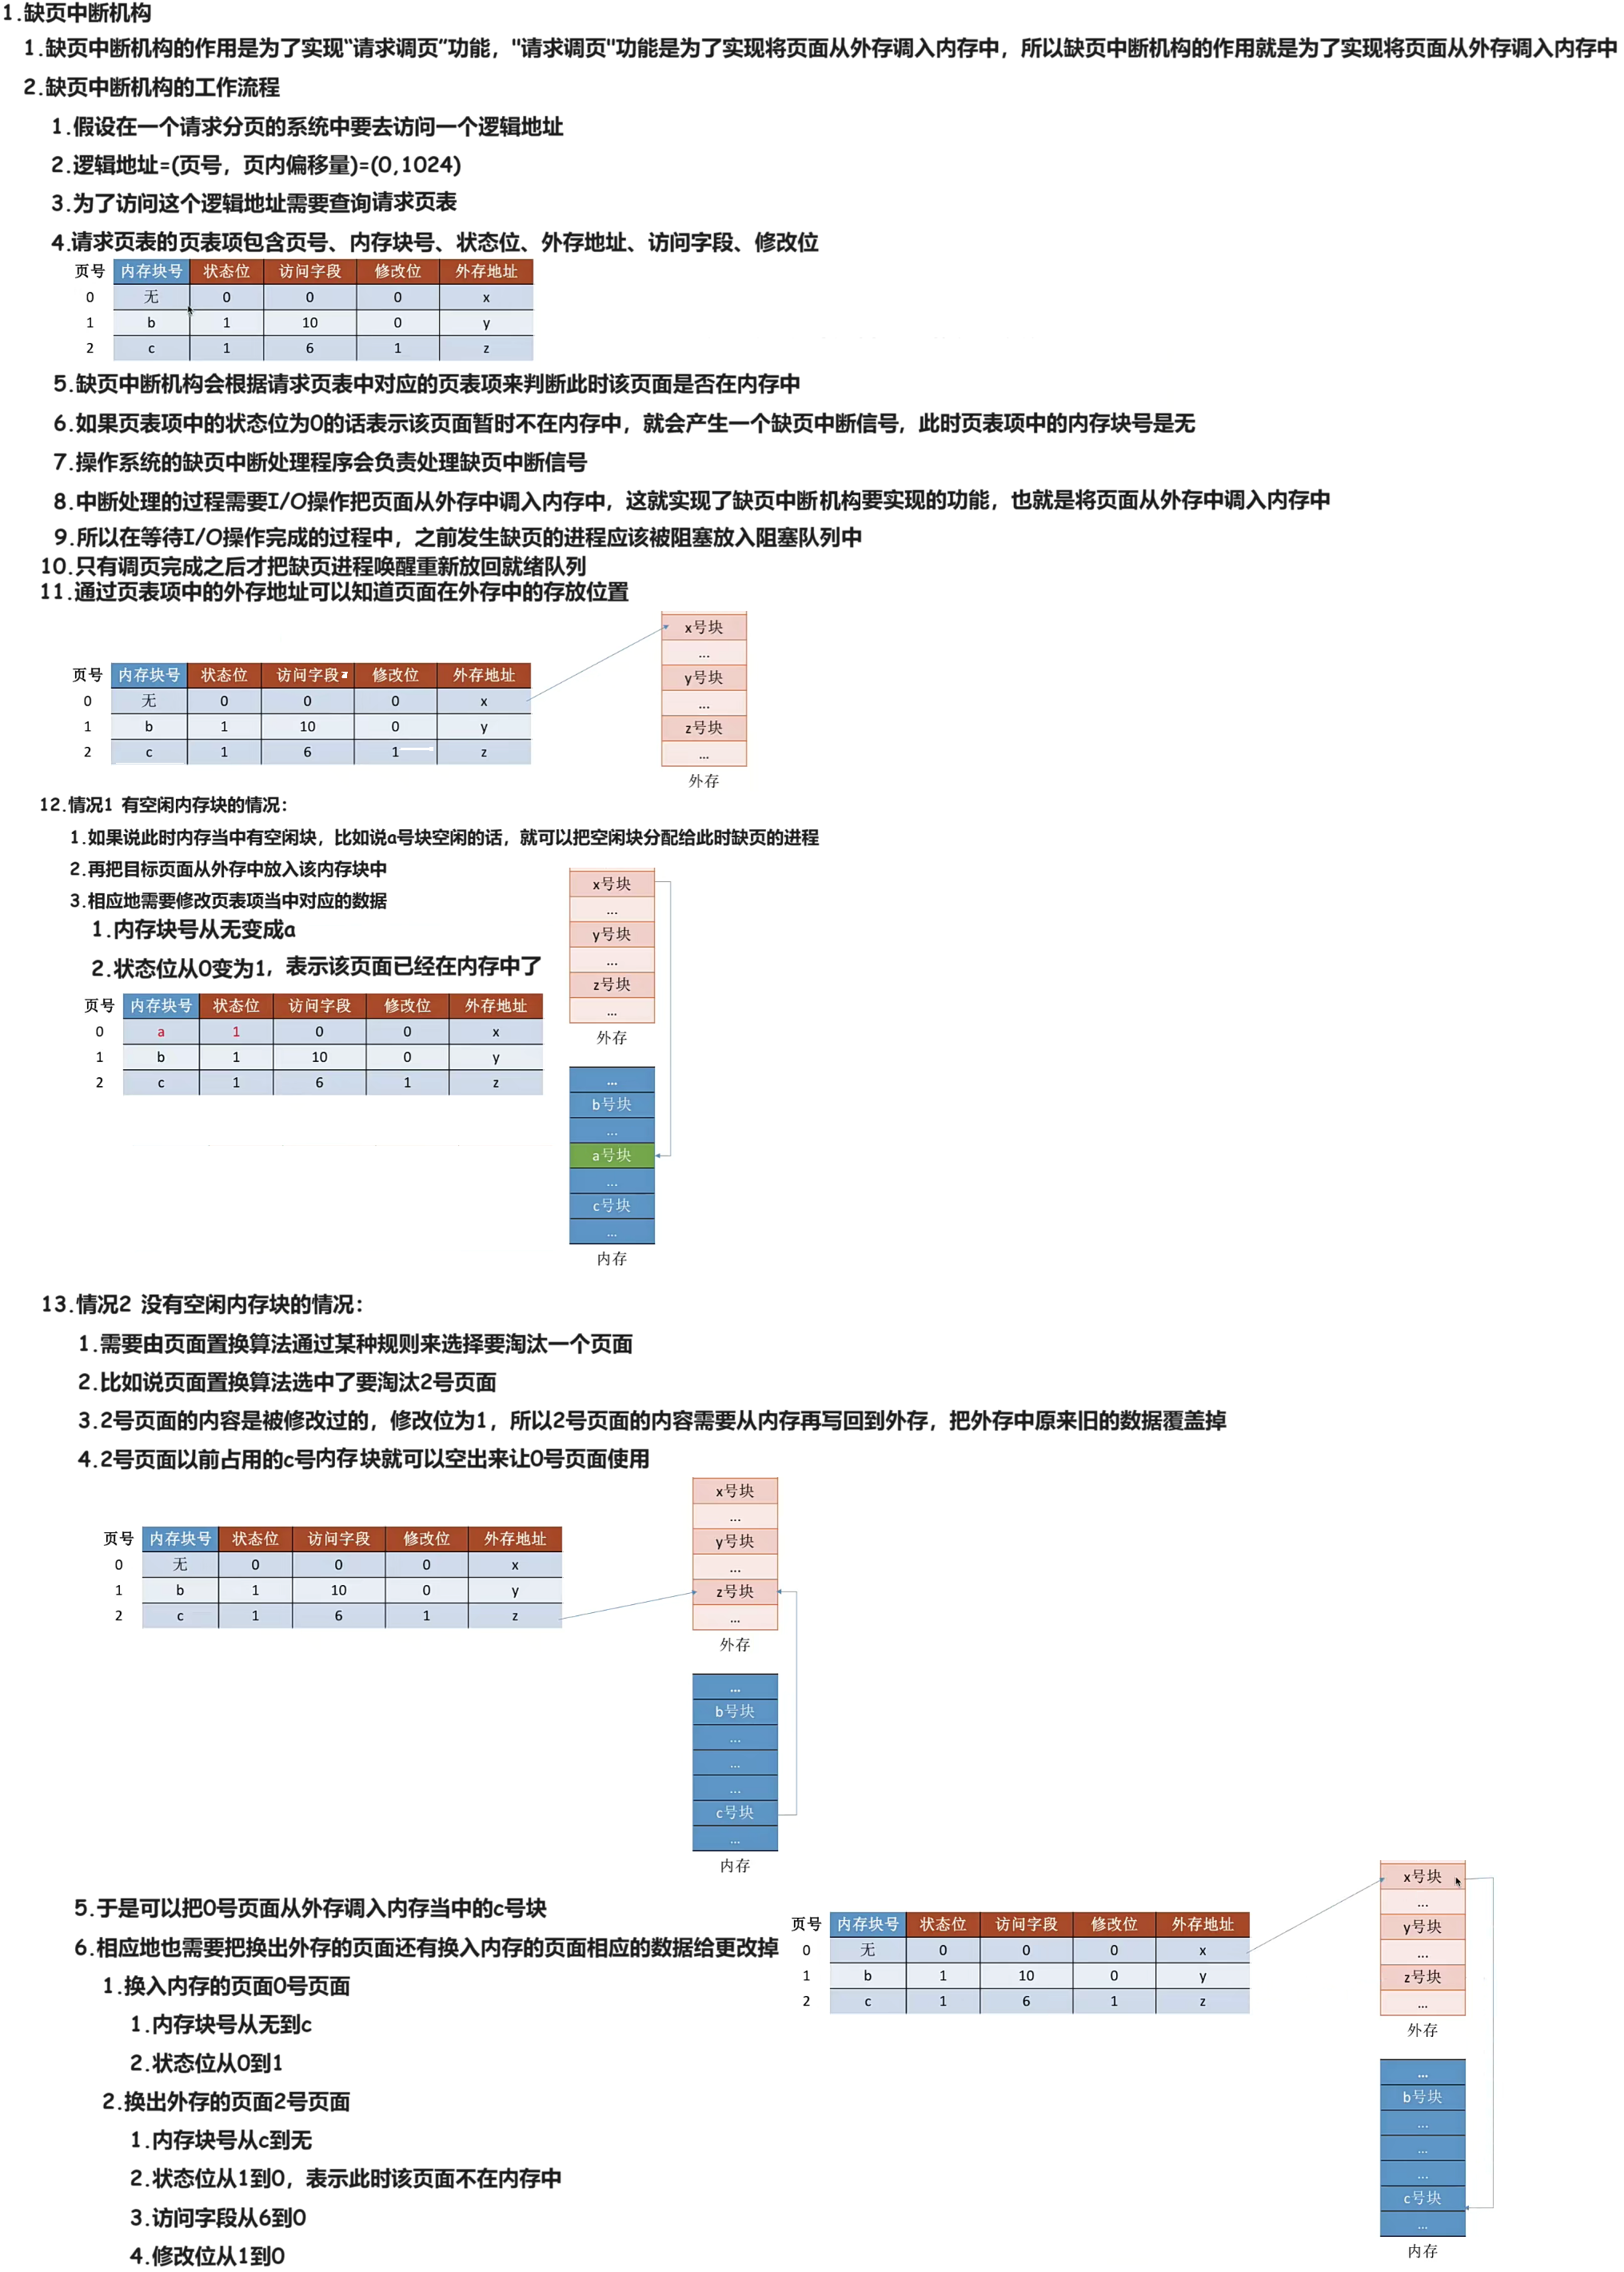 1.缺页中断机构
1.缺页中断机构的作用是为了实现“请求调页”功能，"请求调页"功能是为了实现将页面从外存调入内存中，所以缺页中断机构的作用就是为了实现将页面从外存调入内存中
2.缺页中断机构的工作流程
1.假设在一个请求分页的系统中要去访问一个逻辑地址
2.逻辑地址=(页号，页内偏移量)=(0,1024)
3.为了访问这个逻辑地址需要查询请求页表
4.请求页表的页表项包含页号、内存块号、状态位、外存地址、访问字段、修改位
页号 内存块号 状态位 访问字段 修改位 外存地址
0 无 0 0 0 x
1 b 1 10 0 y
2 c 1 6 1 z
5.缺页中断机构会根据请求页表中对应的页表项来判断此时该页面是否在内存中
6.如果页表项中的状态位为0的话表示该页面暂时不在内存中，就会产生一个缺页中断信号，此时页表项中的内存块号是无
7.操作系统的缺页中断处理程序会负责处理缺页中断信号
8.中断处理的过程需要I/O操作把页面从外存中调入内存中，这就实现了缺页中断机构要实现的功能，也就是将页面从外存中调入内存中
9.所以在等待I/O操作完成的过程中，之前发生缺页的进程应该被阻塞放入阻塞队列中
10.只有调页完成之后才把缺页进程唤醒重新放回就绪队列
11.通过页表项中的外存地址可以知道页面在外存中的存放位置
页号 内存块号 状态位 访问字段 修改位 外存地址
0 无 0 0 0 x
1 b 1 10 0 y
2 c 1 6 1 z
x号块
...
y号块
...
z号块
...
外存
12.情况1 有空闲内存块的情况：
1.如果说此时内存当中有空闲块，比如说a号块空闲的话，就可以把空闲块分配给此时缺页的进程
2.再把目标页面从外存中放入该内存块中
3.相应地需要修改页表项当中对应的数据
1.内存块号从无变成a
2.状态位从0变为1，表示该页面已经在内存中了
页号 内存块号 状态位 访问字段 修改位 外存地址
0 a 1 0 0 x
1 b 1 10 0 y
2 c 1 6 1 z
x号块
...
y号块
...
z号块
...
外存
...
b号块
...
a号块
...
c号块
...
内存
13.情况2 没有空闲内存块的情况：
1.需要由页面置换算法通过某种规则来选择要淘汰一个页面
2.比如说页面置换算法选中了要淘汰2号页面
3.2号页面的内容是被修改过的，修改位为1，所以2号页面的内容需要从内存再写回到外存，把外存中原来旧的数据覆盖掉
4.2号页面以前占用的c号内存块就可以空出来让0号页面使用
页号 内存块号 状态位 访问字段 修改位 外存地址
0 无 0 0 0 x
1 b 1 10 0 y
2 c 1 6 1 z
x号块
...
y号块
...
z号块
...
外存
...
b号块
...
...
...
c号块
...
内存
5.于是可以把0号页面从外存调入内存当中的c号块
6.相应地也需要把换出外存的页面还有换入内存的页面相应的数据给更改掉
1.换入内存的页面0号页面
1.内存块号从无到c
2.状态位从0到1
2.换出外存的页面2号页面
1.内存块号从c到无
2.状态位从1到0，表示此时该页面不在内存中
3.访问字段从6到0
4.修改位从1到0
页号 内存块号 状态位 访问字段 修改位 外存地址
0 无 0 0 0 x
1 b 1 10 0 y
2 c 1 6 1 z
x号块
...
y号块
...
z号块
...
外存
...
b号块
...
...
...
c号块
...
内存